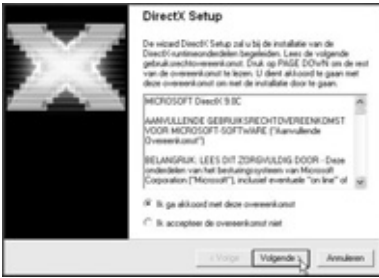 DirectX Setup
De wizard DirectX Setup zal u bij de installatie van de
DirectX-runtimeonderdelen begeleiden. Lees de volgende
gebruiksrechtovereenkomst. Druk op PAGE DOWN om de rest
van de overeenkomst te lezen. U dient akkoord te gaan met
deze overeenkomst om met de installatie door te gaan.
MICROSOFT DirectX 9.0C
AANVULLENDE GEBRUIKSRECHTOVEREENKOMST
VOOR MICROSOFT-SOFTWARE ("Aanvullende
Overeenkomst")
BELANGRIJK: LEES DIT ZORGVULDIG DOOR - Deze
onderdelen van het besturingssysteem van Microsoft
Corporation ("Microsoft"), inclusief eventuele "on line" of
Ik ga akkoord met deze overeenkomst
Ik accepteer de overeenkomst niet
< Vorige Volgende > Annuleren